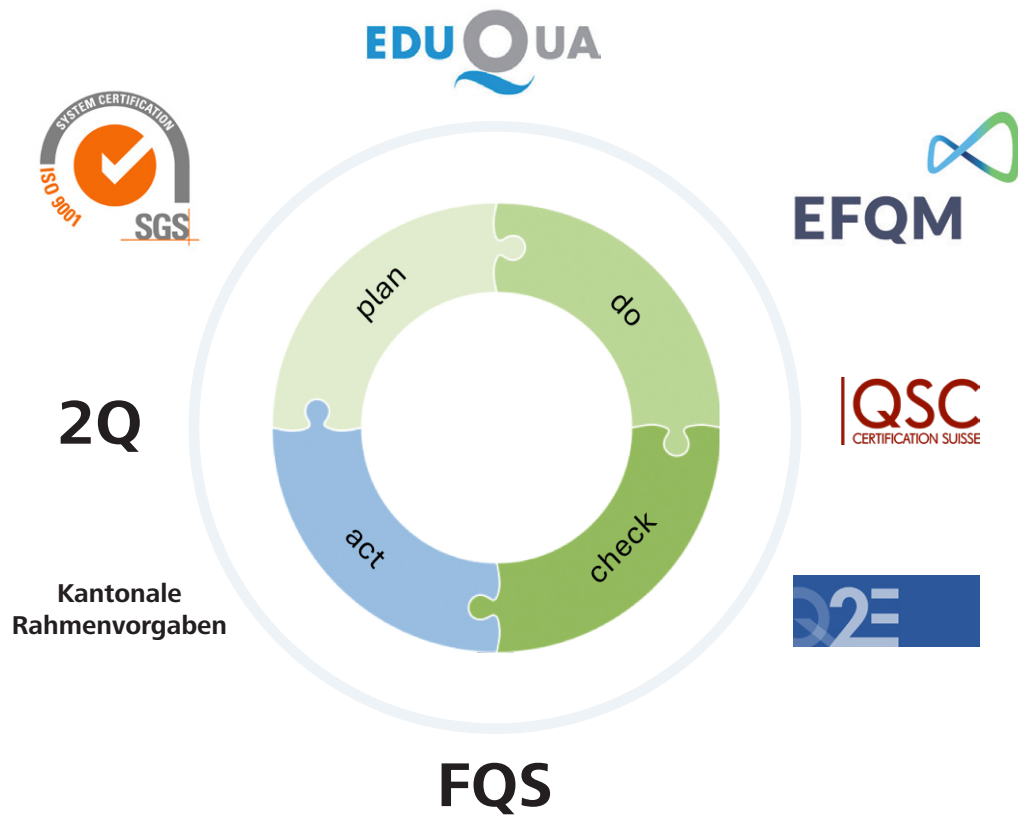 EDUQUA
SYSTEM CERTIFICATION
ISO 9001
SGS
EFQM
plan
do
2Q
QSC
CERTIFICATION SUISSE
act
check
Kantonale
Rahmenvorgaben
Q2E
FQS